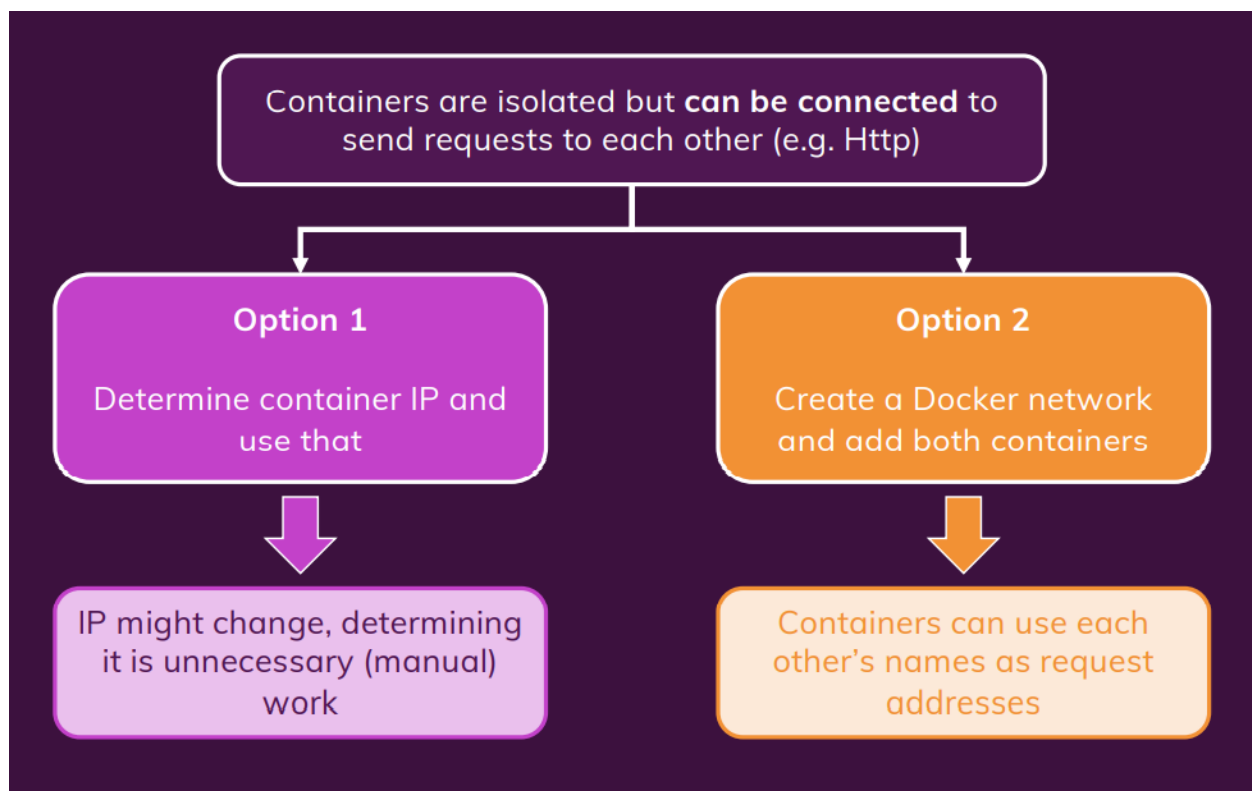 Containers are isolated but can be connected to
send requests to each other (e.g. Http)
Option 1
Determine container IP and
use that
IP might change, determining
it is unnecessary (manual)
work
Option 2
Create a Docker network
and add both containers
Containers can use each
other's names as request
addresses